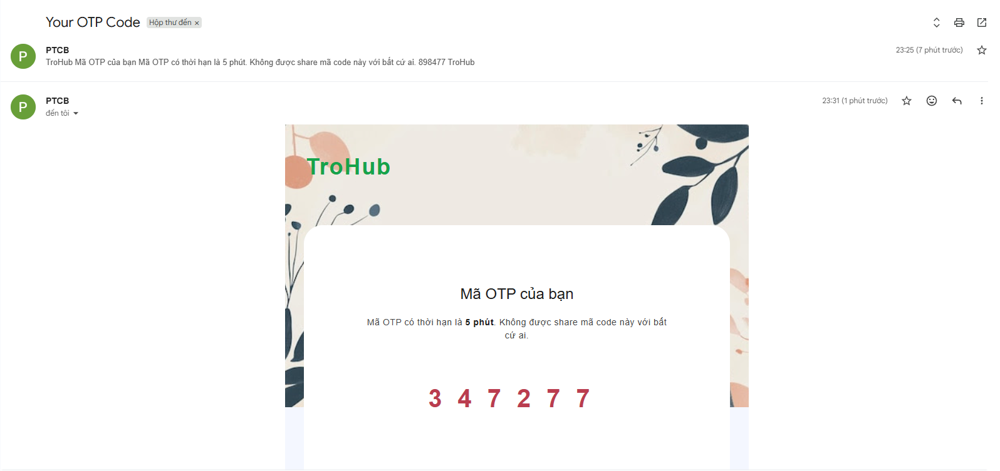 Your OTP Code Hộp thư đến ×
PTCB
23:25 (7 phút trước)
TroHub Mã OTP của bạn Mã OTP có thời hạn là 5 phút. Không được share mã code này với bất cứ ai. 898477 TroHub
PTCB
23:31 (1 phút trước)
đến tôi
TroHub
Mã OTP của bạn
Mã OTP có thời hạn là 5 phút. Không được share mã code này với bất
cứ ai.
3 4 7 2 7 7